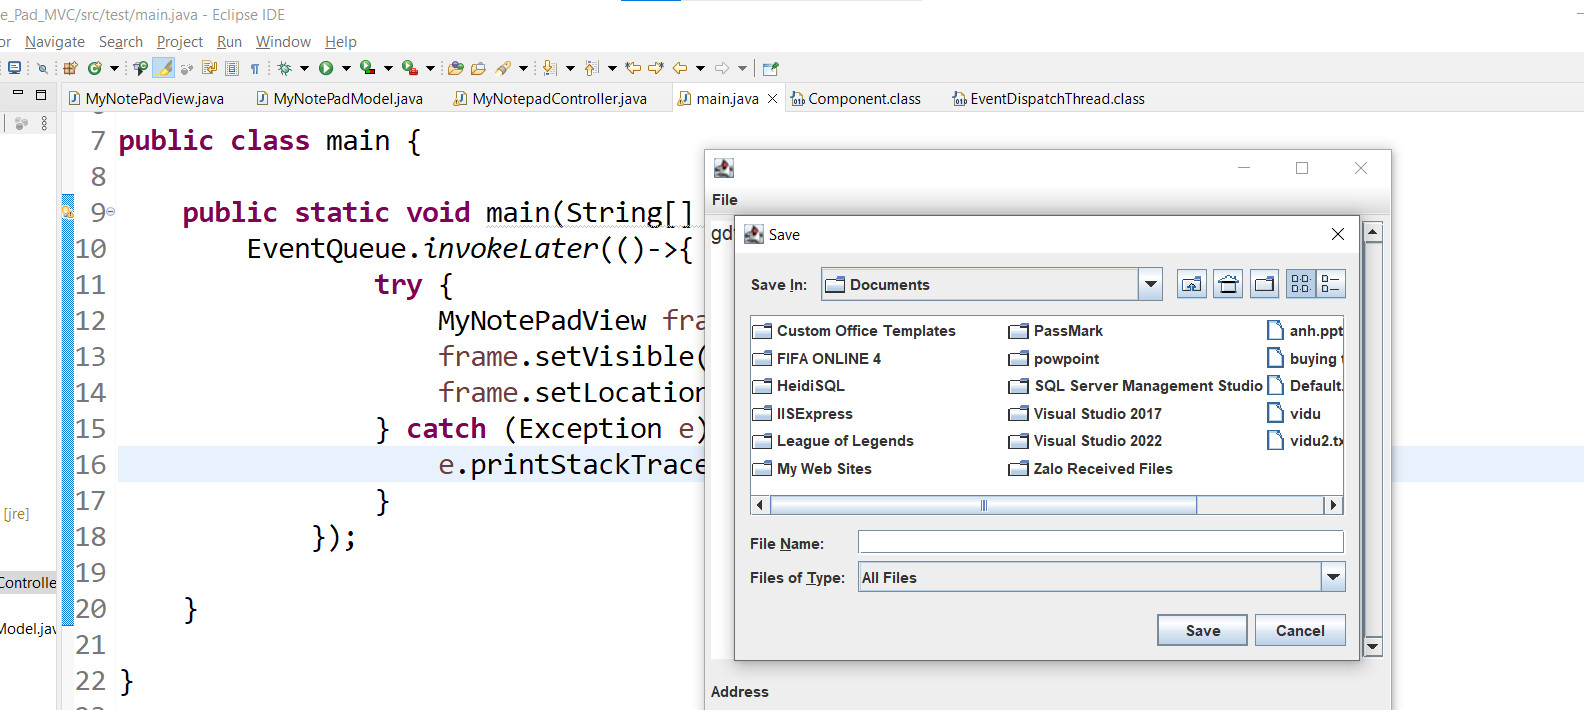 e_Pad_MVC/src/test/main.java - Eclipse IDE
or Navigate Search Project Run Window Help
MyNotePadView.java MyNotePadModel.java MyNotepadController.java main.java Component.class EventDispatchThread.class
7 public class main {
8
9 public static void main(String[]
10 EventQueue.invokeLater(()->{
11 try {
12 MyNotePadView fra
13 frame.setVisible(
14 frame.setLocation
15 } catch (Exception e)
16 e.printStackTrace
17 }
18 });
19
20 }
21
22 }
[jre]
Controlle
Model.jav
File
gd
Save
Save In: Documents
Custom Office Templates PassMark anh.ppt
FIFA ONLINE 4 powpoint buying
HeidiSQL SQL Server Management Studio Default.
IISExpress Visual Studio 2017 vidu
League of Legends Visual Studio 2022 vidu2.tx
My Web Sites Zalo Received Files
File Name:
Files of Type: All Files
Save Cancel
Address